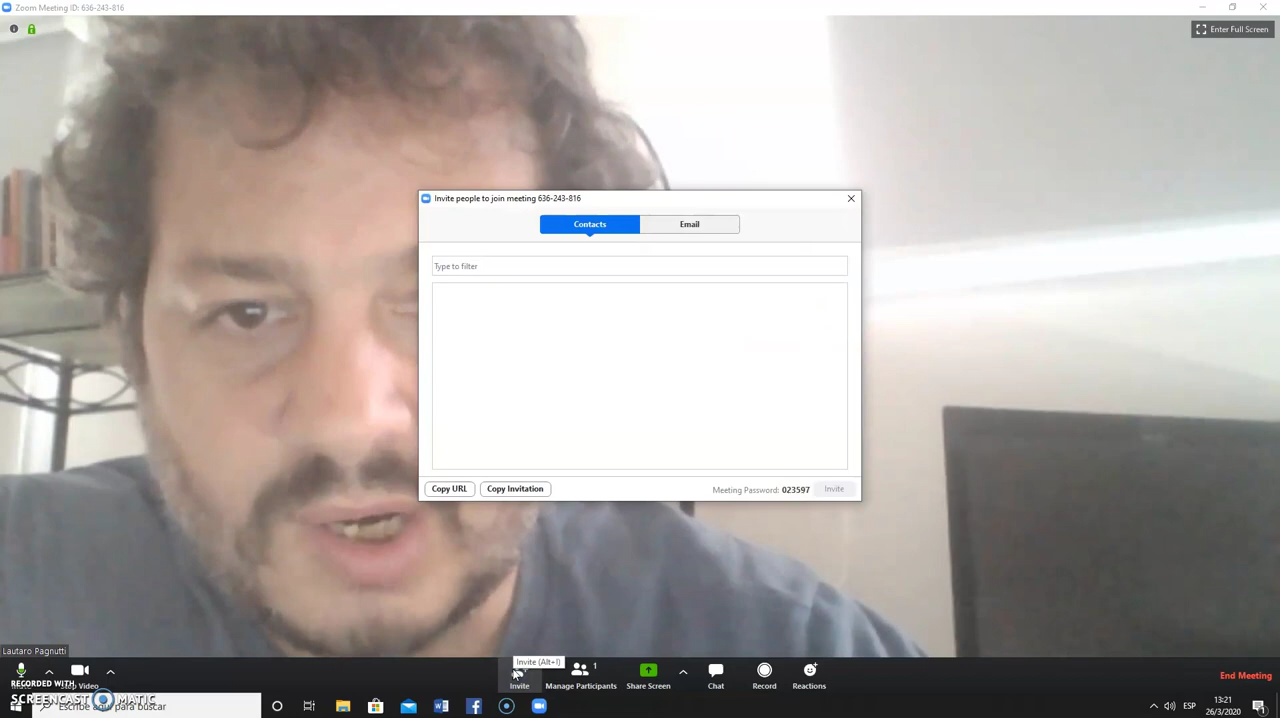 Zoom Meeting ID: 636-243-816
Enter Full Screen
Invite people to join meeting 636-243-816
Contacts
Email
Type to filter
Copy URL
Copy Invitation
Meeting Password: 023597
Invite
Lautaro Pagnutti
Invite (Alt+I)
1
Stop Video
Invite
Manage Participants
Share Screen
Chat
Record
Reactions
End Meeting
RECORDED WITH
SCREENCAST MATIC
Escribe aquí para buscar
ESP
13:21
26/3/2020
1